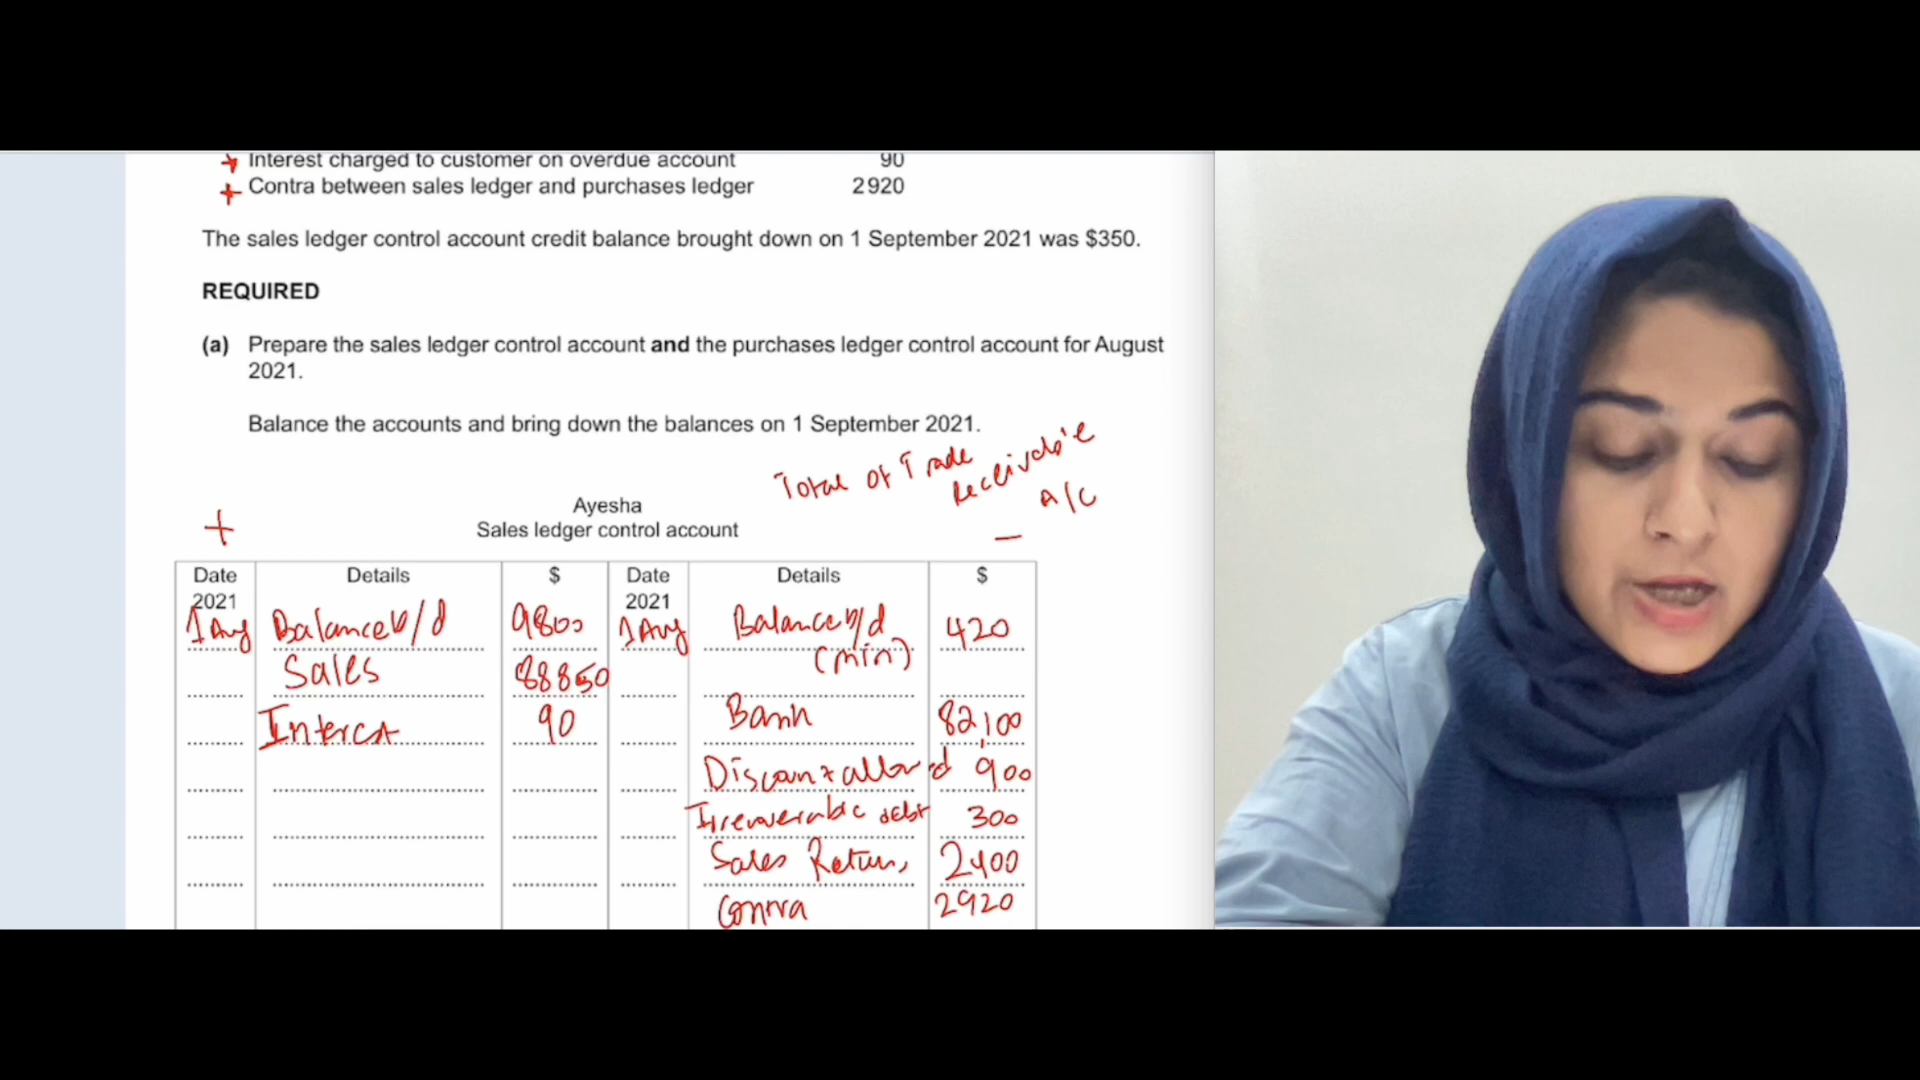 Interest charged to customer on overdue account 90
Contra between sales ledger and purchases ledger 2920
The sales ledger control account credit balance brought down on 1 September 2021 was $350.
REQUIRED
(a) Prepare the sales ledger control account and the purchases ledger control account for August
2021.
Balance the accounts and bring down the balances on 1 September 2021.
Total of Trade
Receivable
A/C
Ayesha
Sales ledger control account
+ −
Date Details $ Date Details $
2021 2021
1 Aug Balance b/d 9800 1 Aug Balance b/d 420
(min)
Sales 88850
Interest 90 Bank 82,100
Discount allowed 900
Irrecoverable debt 300
Sales Return 2400
Contra 2920